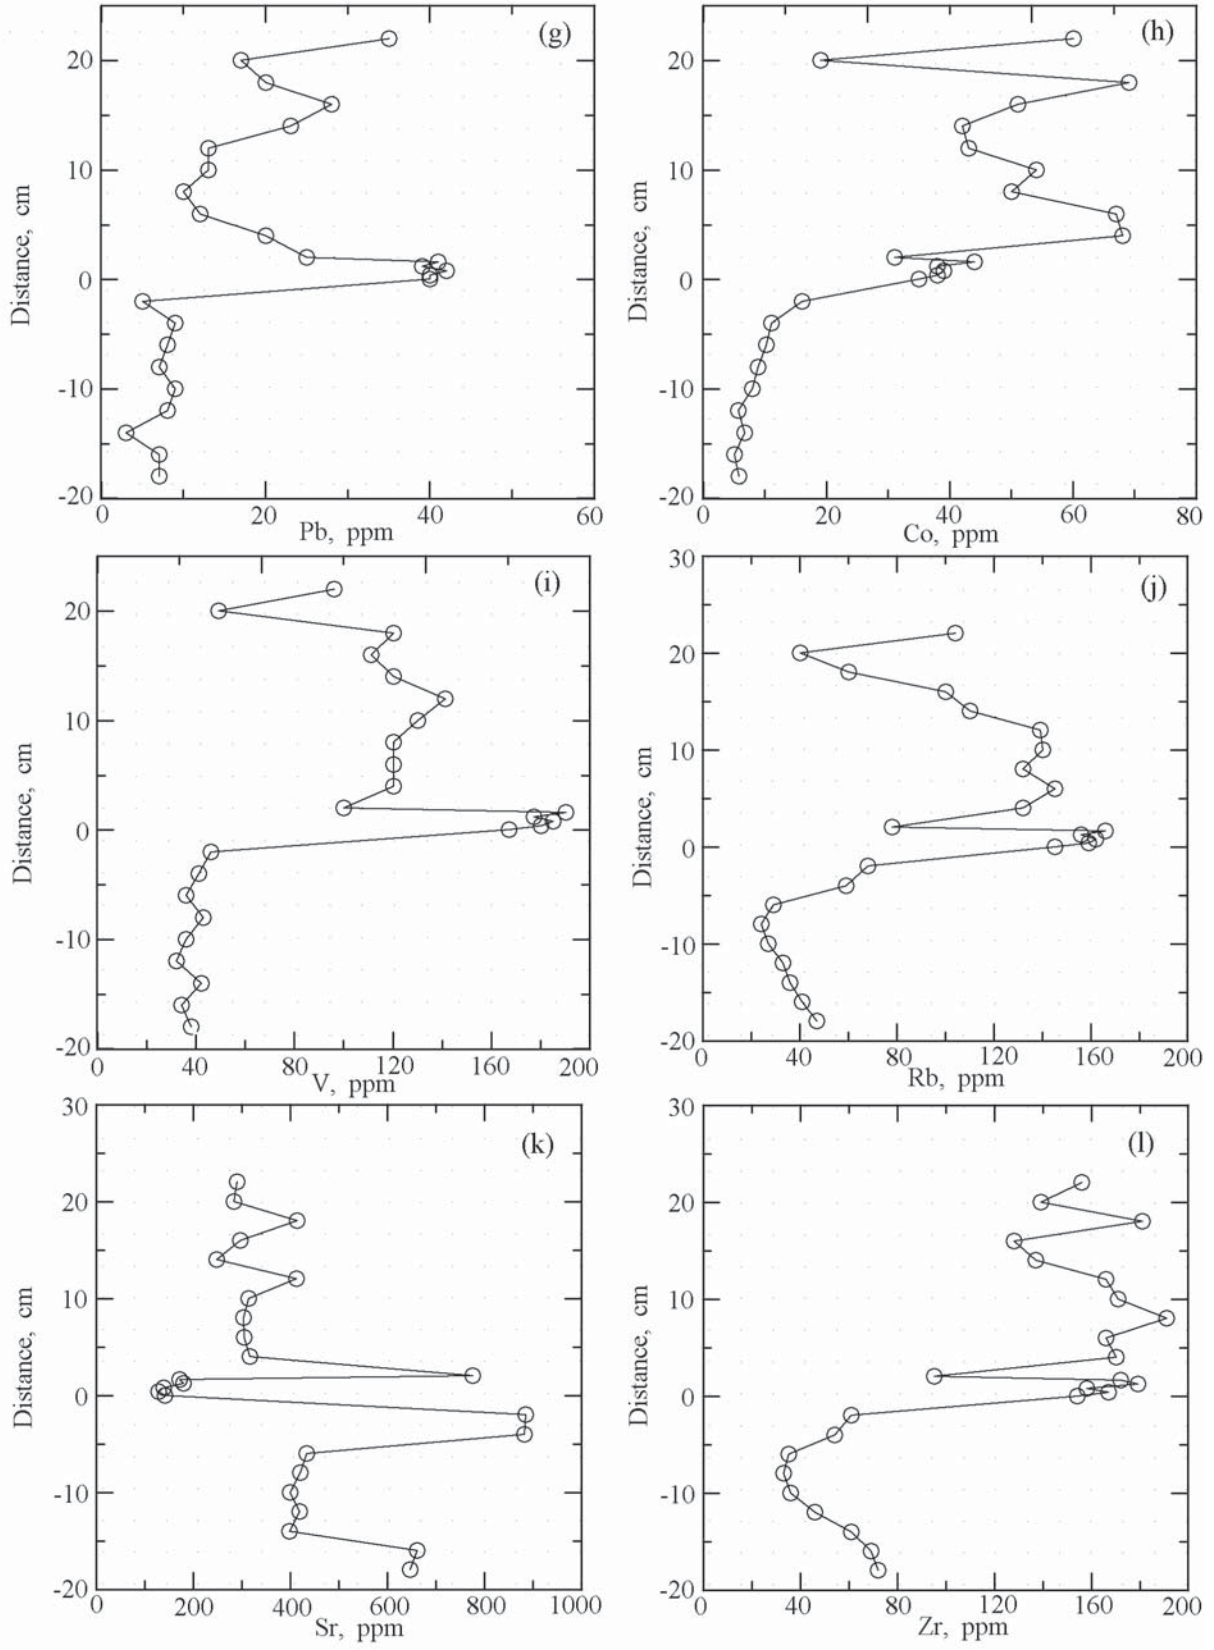 (g)
20
10
0
-10
-20
Distance, cm
0 20 40 60
Pb, ppm
(h)
20
10
0
-10
-20
Distance, cm
0 20 40 60 80
Co, ppm
(i)
20
10
0
-10
-20
Distance, cm
0 40 80 120 160 200
V, ppm
(j)
30
20
10
0
-10
-20
Distance, cm
0 40 80 120 160 200
Rb, ppm
(k)
30
20
10
0
-10
-20
Distance, cm
0 200 400 600 800 1000
Sr, ppm
(l)
30
20
10
0
-10
-20
Distance, cm
0 40 80 120 160 200
Zr, ppm